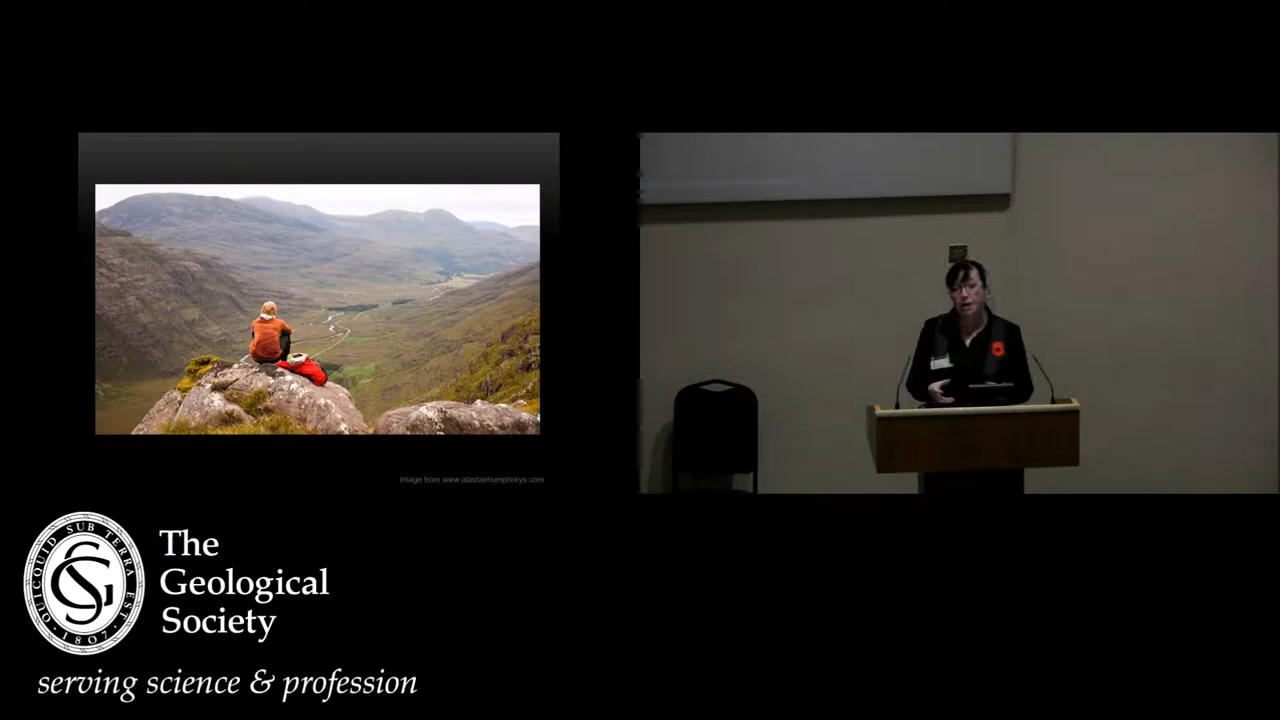 Image from www.alastairhumphreys.com
QUICQUID SUB TERRA EST
1807
The
Geological
Society
serving science & profession